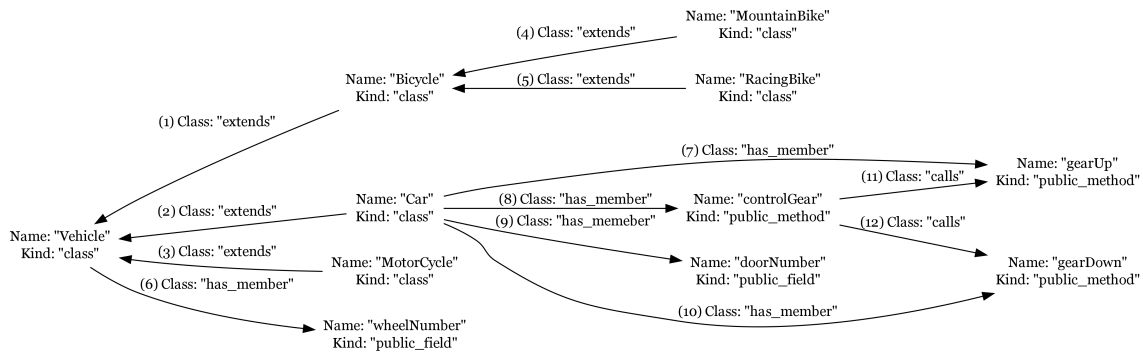 Name: "MountainBike"
Kind: "class"
(4) Class: "extends"
Name: "Bicycle"
Kind: "class"
(5) Class: "extends"
Name: "RacingBike"
Kind: "class"
(1) Class: "extends"
(7) Class: "has_member"
Name: "gearUp"
Kind: "public_method"
(11) Class: "calls"
Name: "Car"
Kind: "class"
(8) Class: "has_member"
Name: "controlGear"
Kind: "public_method"
(2) Class: "extends"
(9) Class: "has_memeber"
(12) Class: "calls"
Name: "Vehicle"
Kind: "class"
(3) Class: "extends"
Name: "MotorCycle"
Kind: "class"
Name: "doorNumber"
Kind: "public_field"
Name: "gearDown"
Kind: "public_method"
(6) Class: "has_member"
(10) Class: "has_member"
Name: "wheelNumber"
Kind: "public_field"